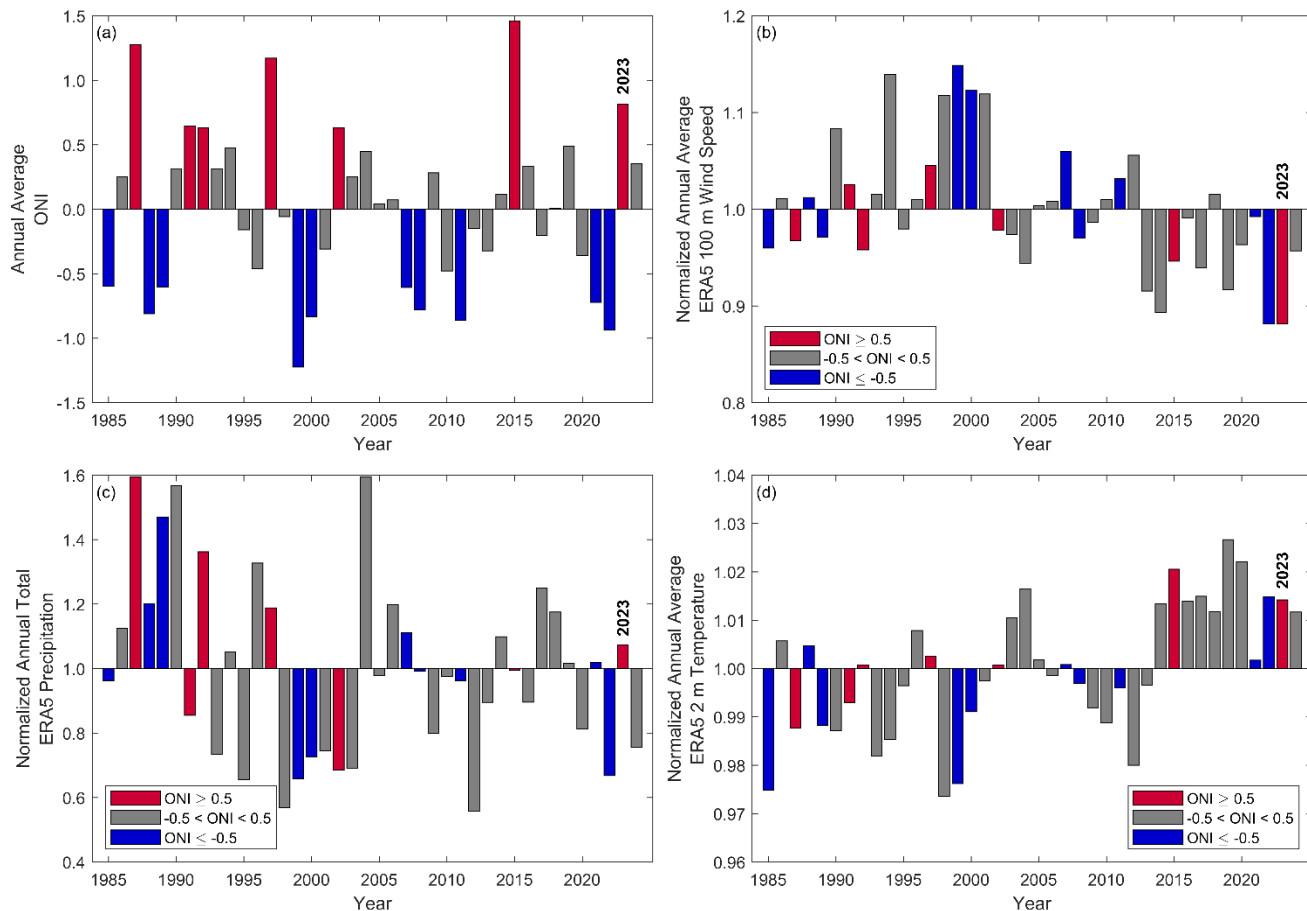 (a)
1.5
1.0
0.5
0.0
-0.5
-1.0
-1.5
Annual Average
ONI
2023
1985 1990 1995 2000 2005 2010 2015 2020
Year
(b)
1.2
1.1
1.0
0.9
0.8
Normalized Annual Average
ERA5 100 m Wind Speed
2023
ONI ≥ 0.5
-0.5 < ONI < 0.5
ONI ≤ -0.5
1985 1990 1995 2000 2005 2010 2015 2020
Year
(c)
1.6
1.4
1.2
1.0
0.8
0.6
0.4
Normalized Annual Total
ERA5 Precipitation
2023
ONI ≥ 0.5
-0.5 < ONI < 0.5
ONI ≤ -0.5
1985 1990 1995 2000 2005 2010 2015 2020
Year
(d)
1.04
1.03
1.02
1.01
1.00
0.99
0.98
0.97
0.96
Normalized Annual Average
ERA5 2 m Temperature
2023
ONI ≥ 0.5
-0.5 < ONI < 0.5
ONI ≤ -0.5
1985 1990 1995 2000 2005 2010 2015 2020
Year